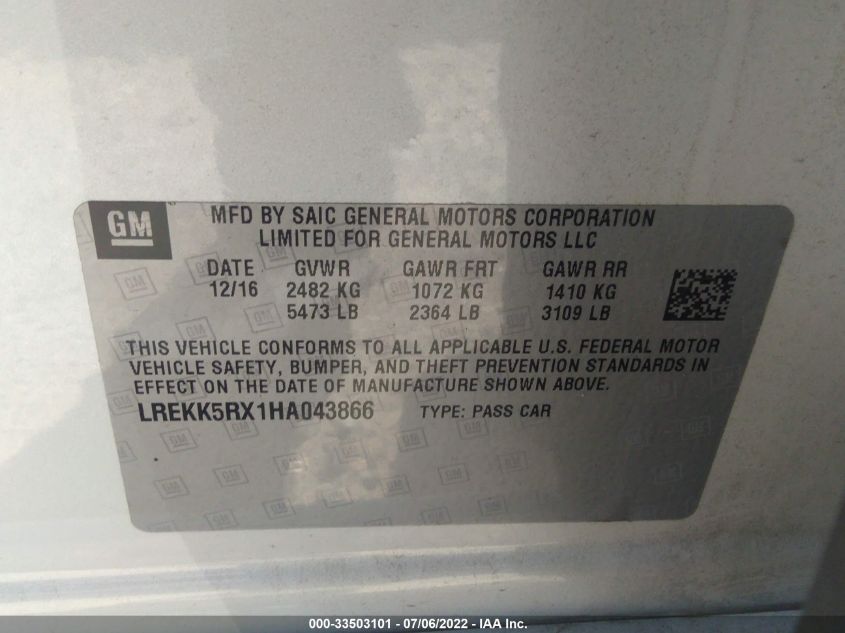 GM
MFD BY SAIC GENERAL MOTORS CORPORATION
LIMITED FOR GENERAL MOTORS LLC
DATE GVWR GAWR FRT GAWR RR
12/16 2482 KG 1072 KG 1410 KG
5473 LB 2364 LB 3109 LB
THIS VEHICLE CONFORMS TO ALL APPLICABLE U.S. FEDERAL MOTOR
VEHICLE SAFETY, BUMPER, AND THEFT PREVENTION STANDARDS IN
EFFECT ON THE DATE OF MANUFACTURE SHOWN ABOVE.
LREKK5RX1HA043866 TYPE: PASS CAR
000-33503101 - 07/06/2022 - IAA Inc.